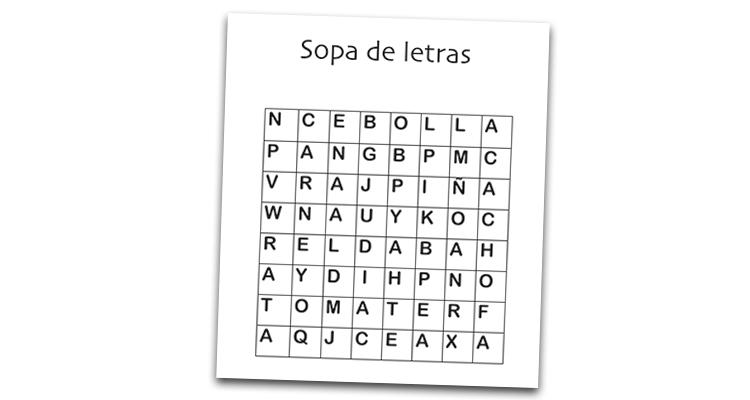 Sopa de letras
N C E B O L L A
P A N G B P M C
V R A J P I Ñ A
W N A U Y K O C
R E L D A B A H
A Y D I H P N O
T O M A T E R F
A Q J C E A X A